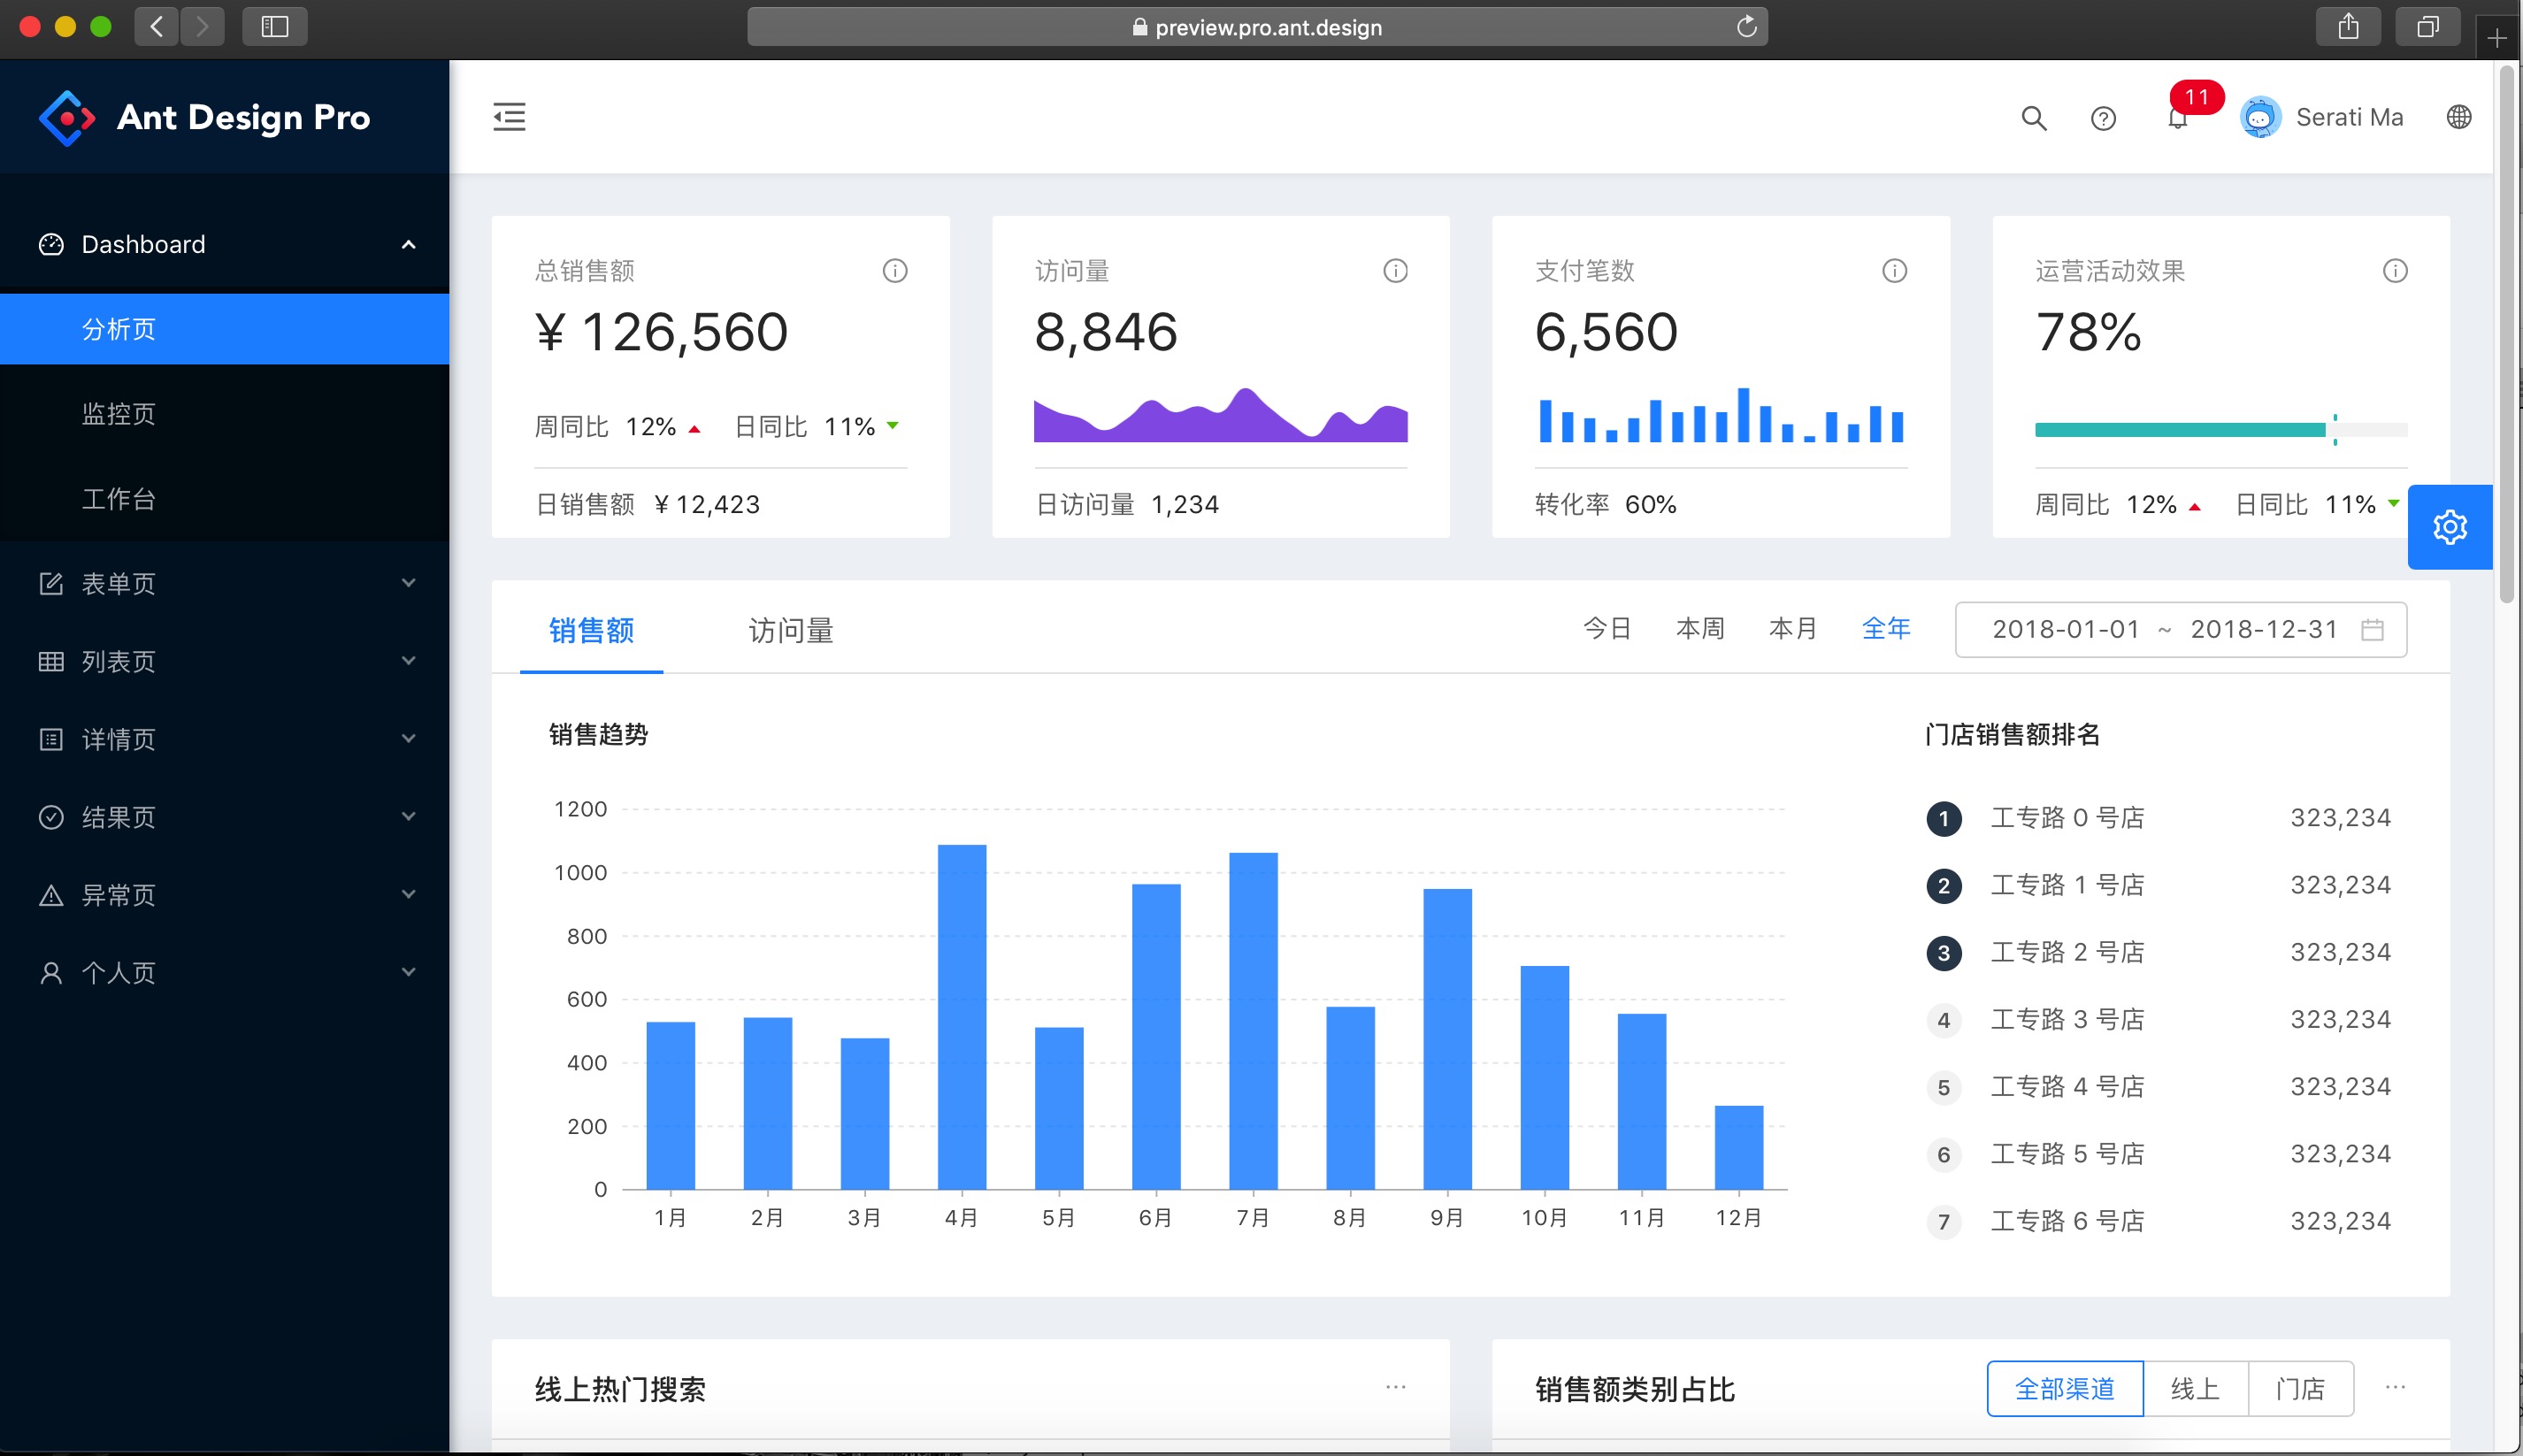 preview.pro.ant.design
Ant Design Pro
11
Serati Ma
Dashboard
分析页
监控页
工作台
表单页
列表页
详情页
结果页
异常页
个人页
总销售额
¥ 126,560
周同比 12% 日同比 11%
日销售额 ¥ 12,423
访问量
8,846
日访问量 1,234
支付笔数
6,560
转化率 60%
运营活动效果
78%
周同比 12% 日同比 11%
销售额 访问量
今日 本周 本月 全年 2018-01-01 ~ 2018-12-31
销售趋势
1200
1000
800
600
400
200
0
1月 2月 3月 4月 5月 6月 7月 8月 9月 10月 11月 12月
门店销售额排名
1 工专路 0 号店 323,234
2 工专路 1 号店 323,234
3 工专路 2 号店 323,234
4 工专路 3 号店 323,234
5 工专路 4 号店 323,234
6 工专路 5 号店 323,234
7 工专路 6 号店 323,234
线上热门搜索 ···
销售额类别占比 全部渠道 线上 门店 ···